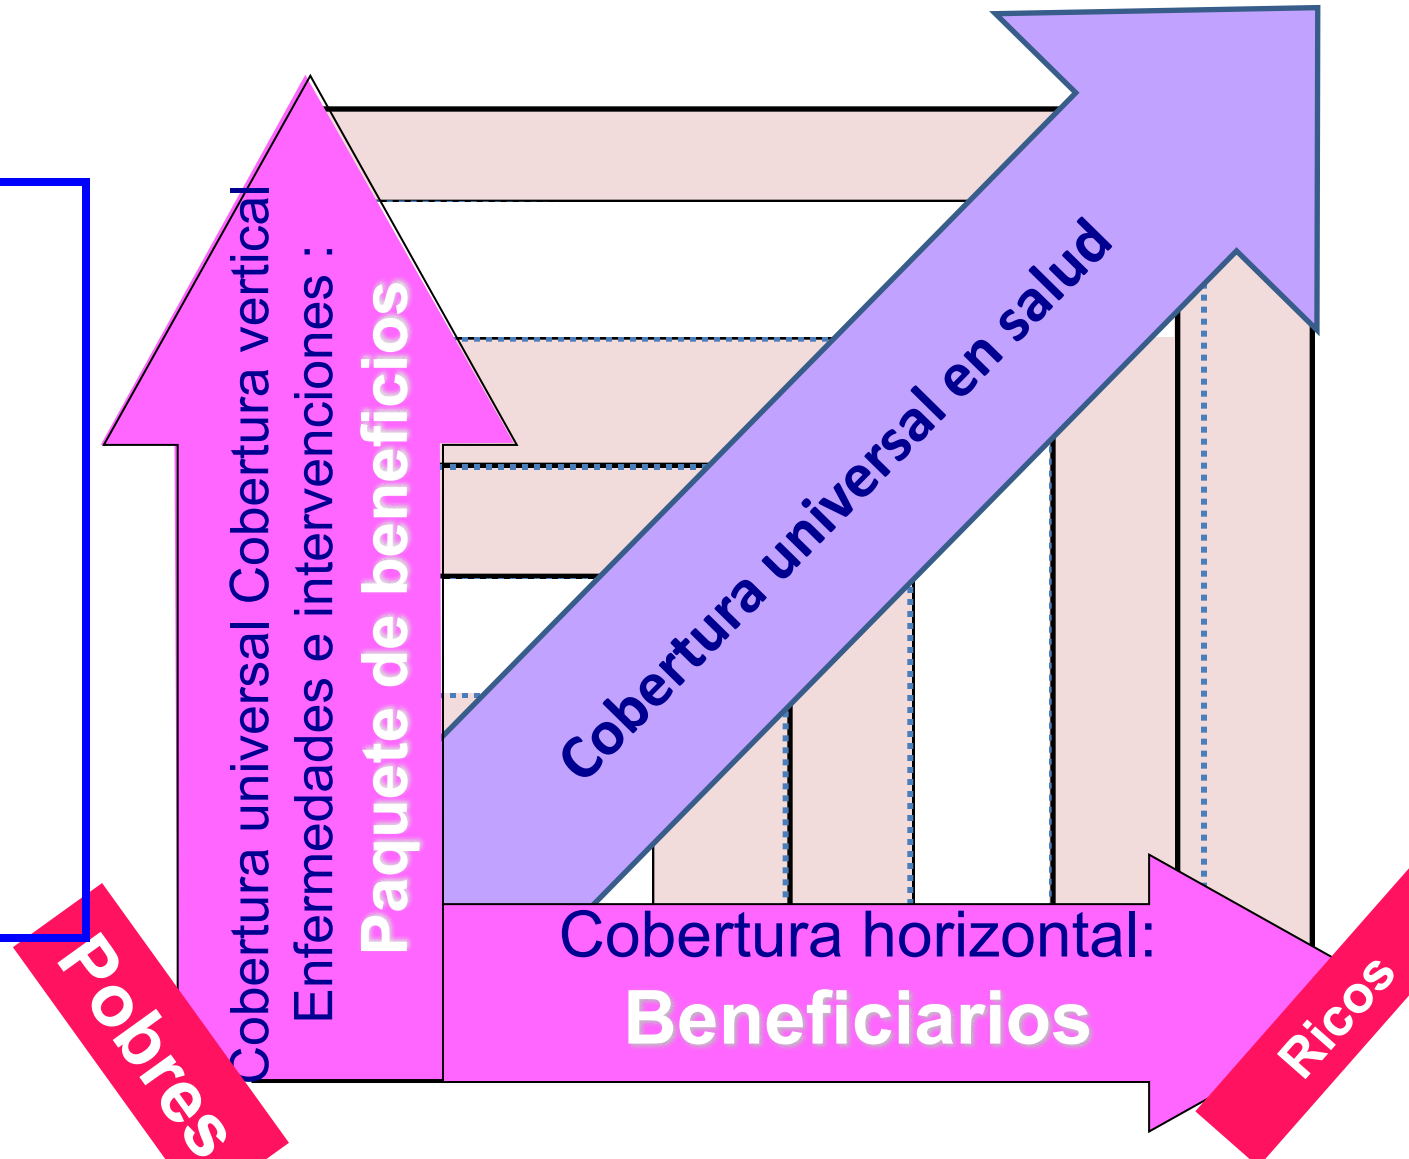 Cobertura universal Cobertura vertical
Enfermedades e intervenciones :
Paquete de beneficios
Cobertura universal en salud
Cobertura horizontal:
Beneficiarios
Pobres
Ricos